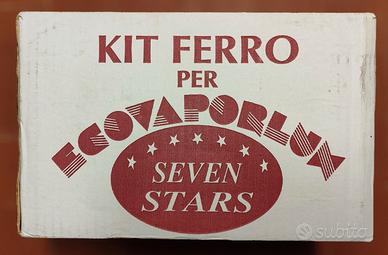 KIT FERRO
PER
ECOVAPORLUX
SEVEN
STARS
subito